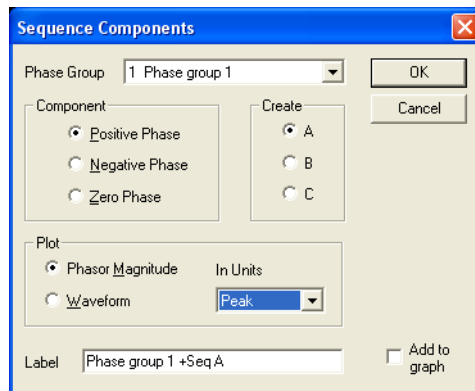 Sequence Components
Phase Group 1 Phase group 1 OK
Component Create Cancel
Positive Phase A
Negative Phase B
Zero Phase C
Plot
Phasor Magnitude In Units
Waveform Peak
Label Phase group 1 +Seq A Add to
graph